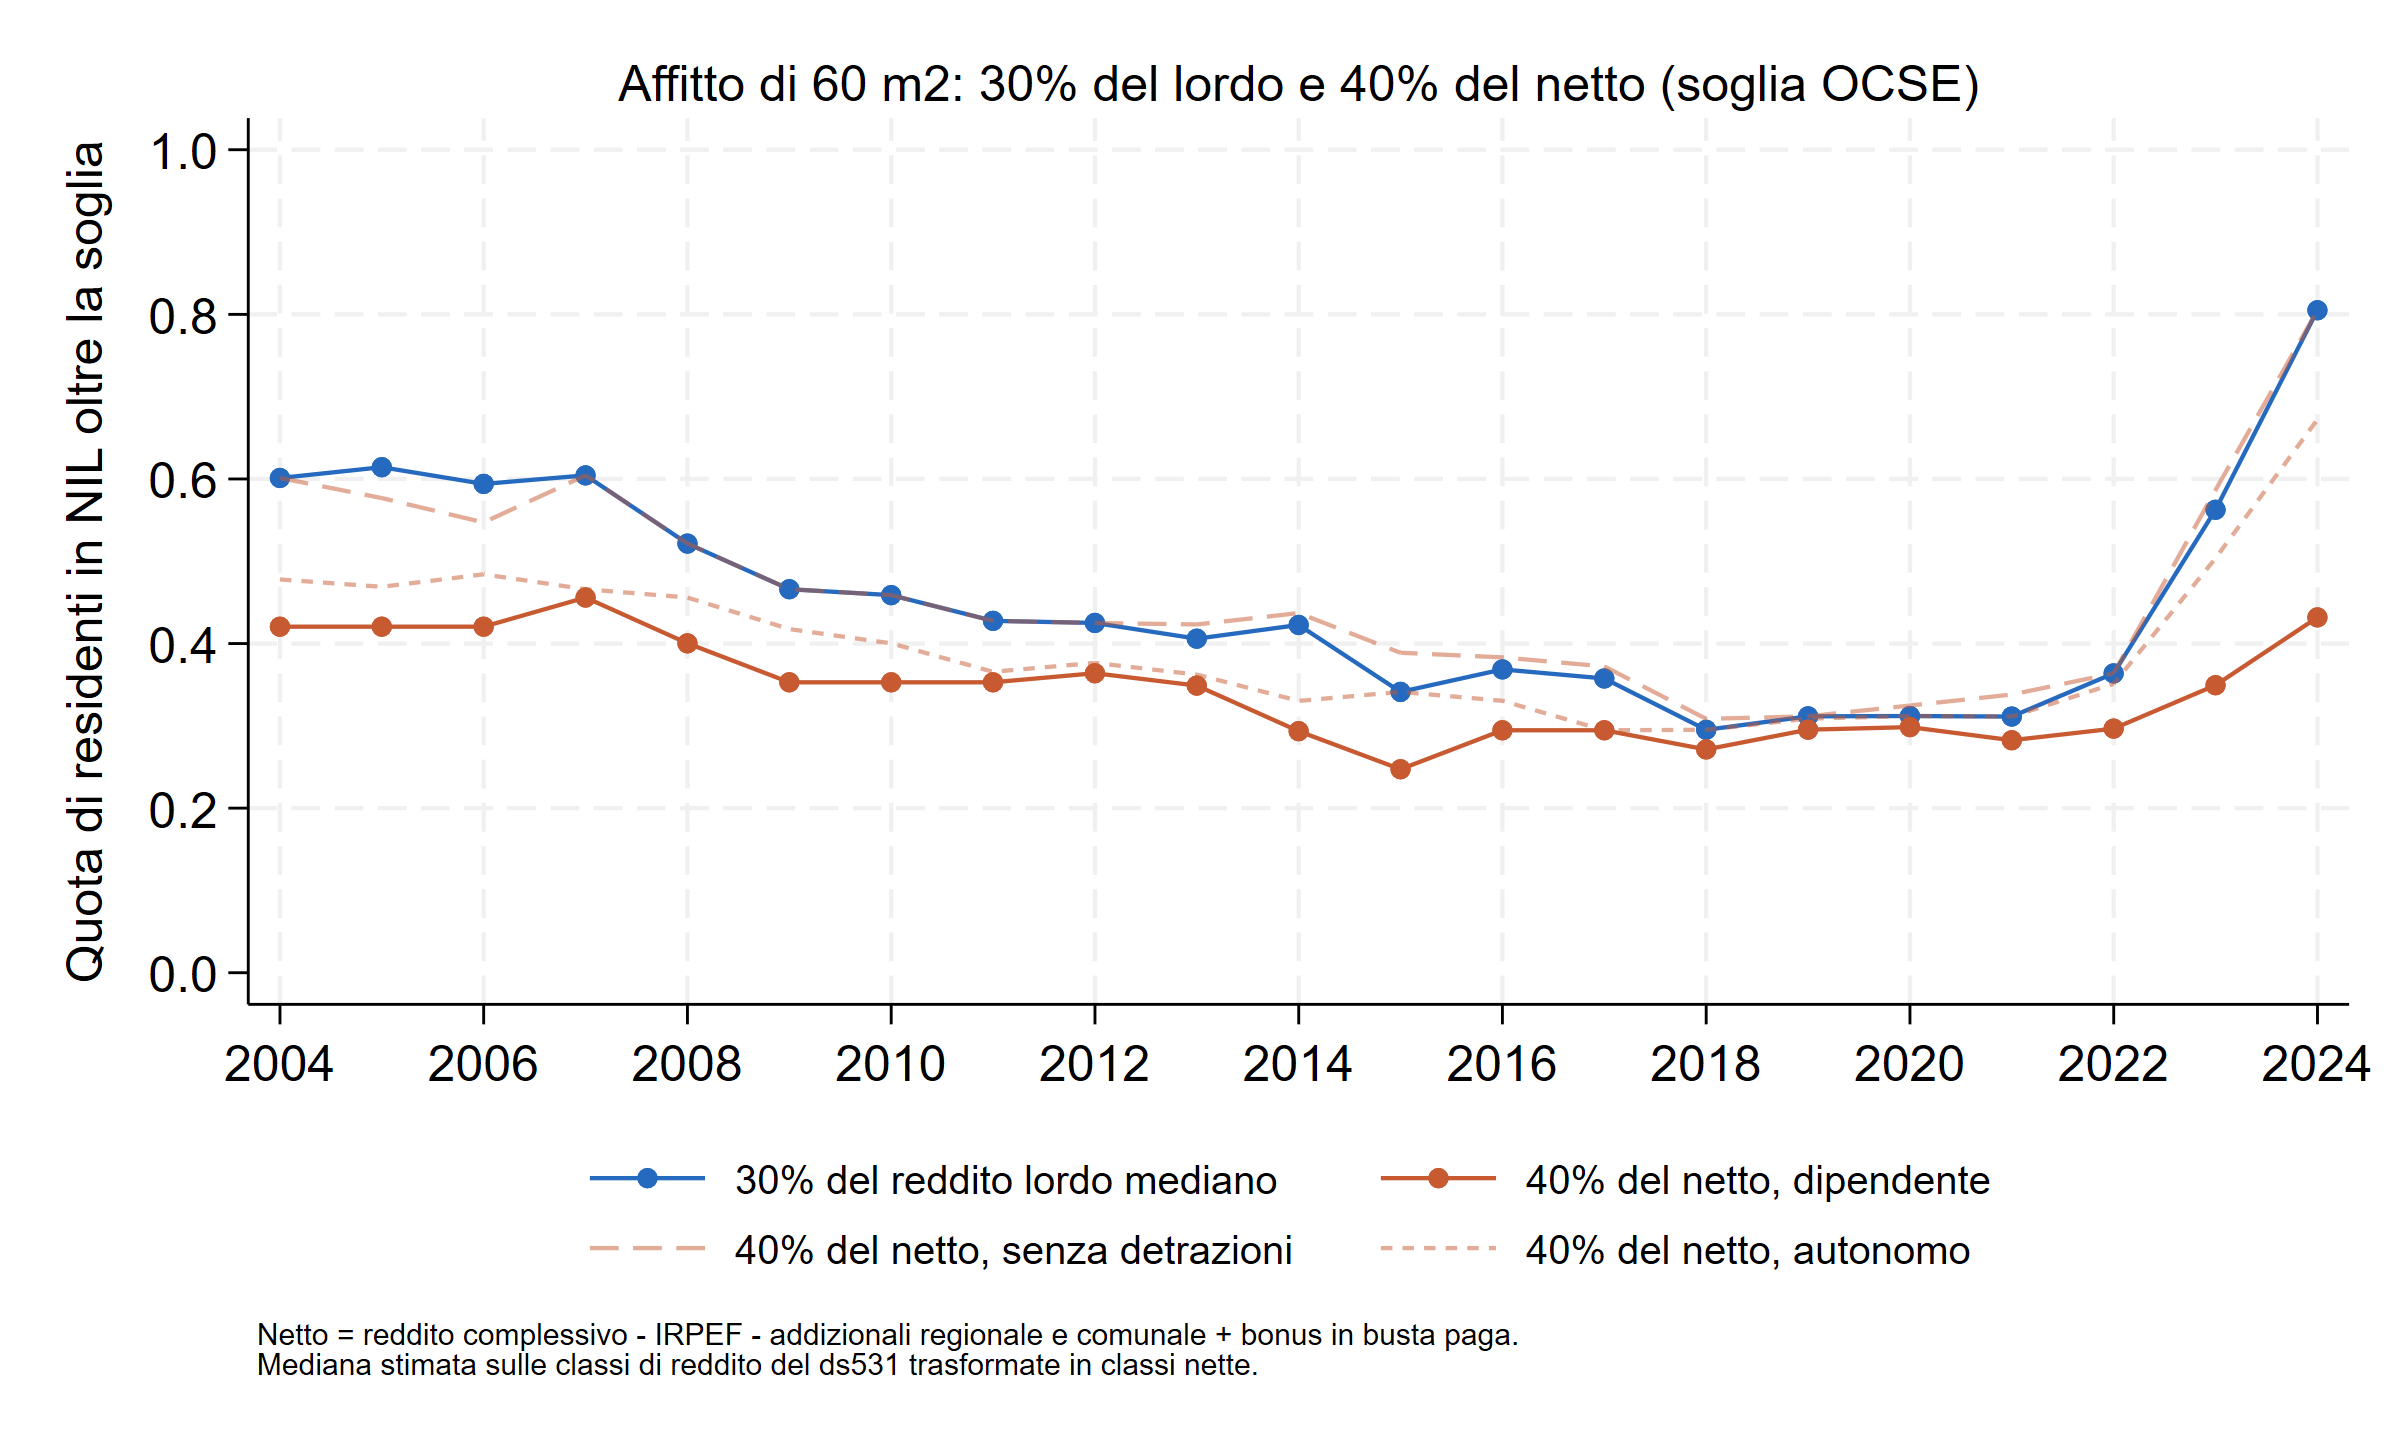 Affitto di 60 m2: 30% del lordo e 40% del netto (soglia OCSE)
Quota di residenti in NIL oltre la soglia
1.0
0.8
0.6
0.4
0.2
0.0
2004 2006 2008 2010 2012 2014 2016 2018 2020 2022 2024
30% del reddito lordo mediano
40% del netto, dipendente
40% del netto, senza detrazioni
40% del netto, autonomo
Netto = reddito complessivo - IRPEF - addizionali regionale e comunale + bonus in busta paga.
Mediana stimata sulle classi di reddito del ds531 trasformate in classi nette.